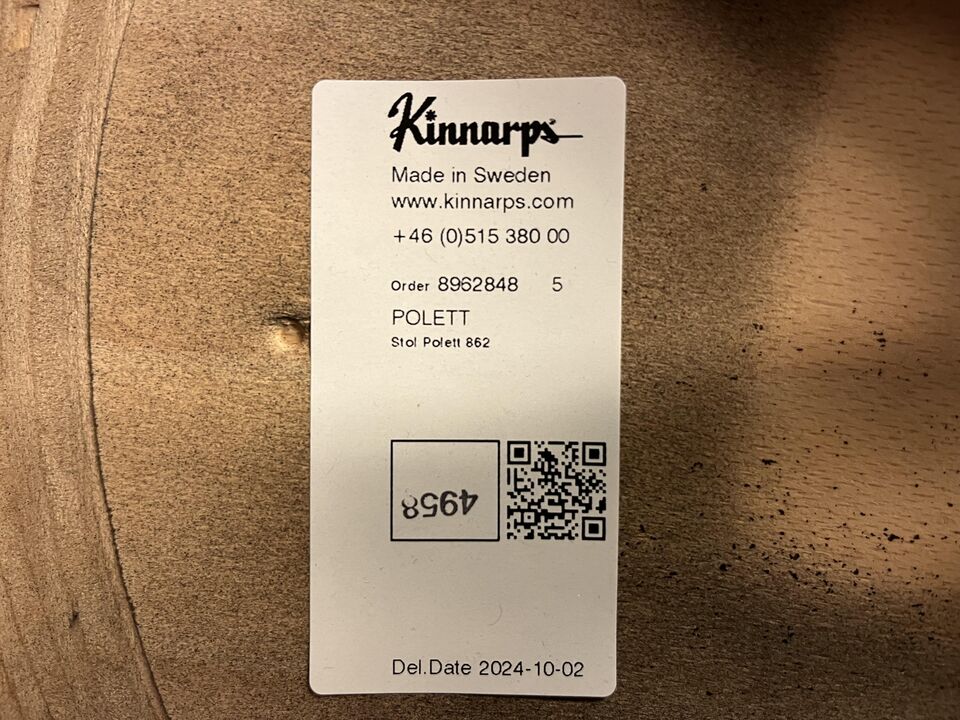 Kinnarps
Made in Sweden
www.kinnarps.com
+46 (0)515 380 00
Order 8962848 5
POLETT
Stol Polett 862
4958
Del.Date 2024-10-02